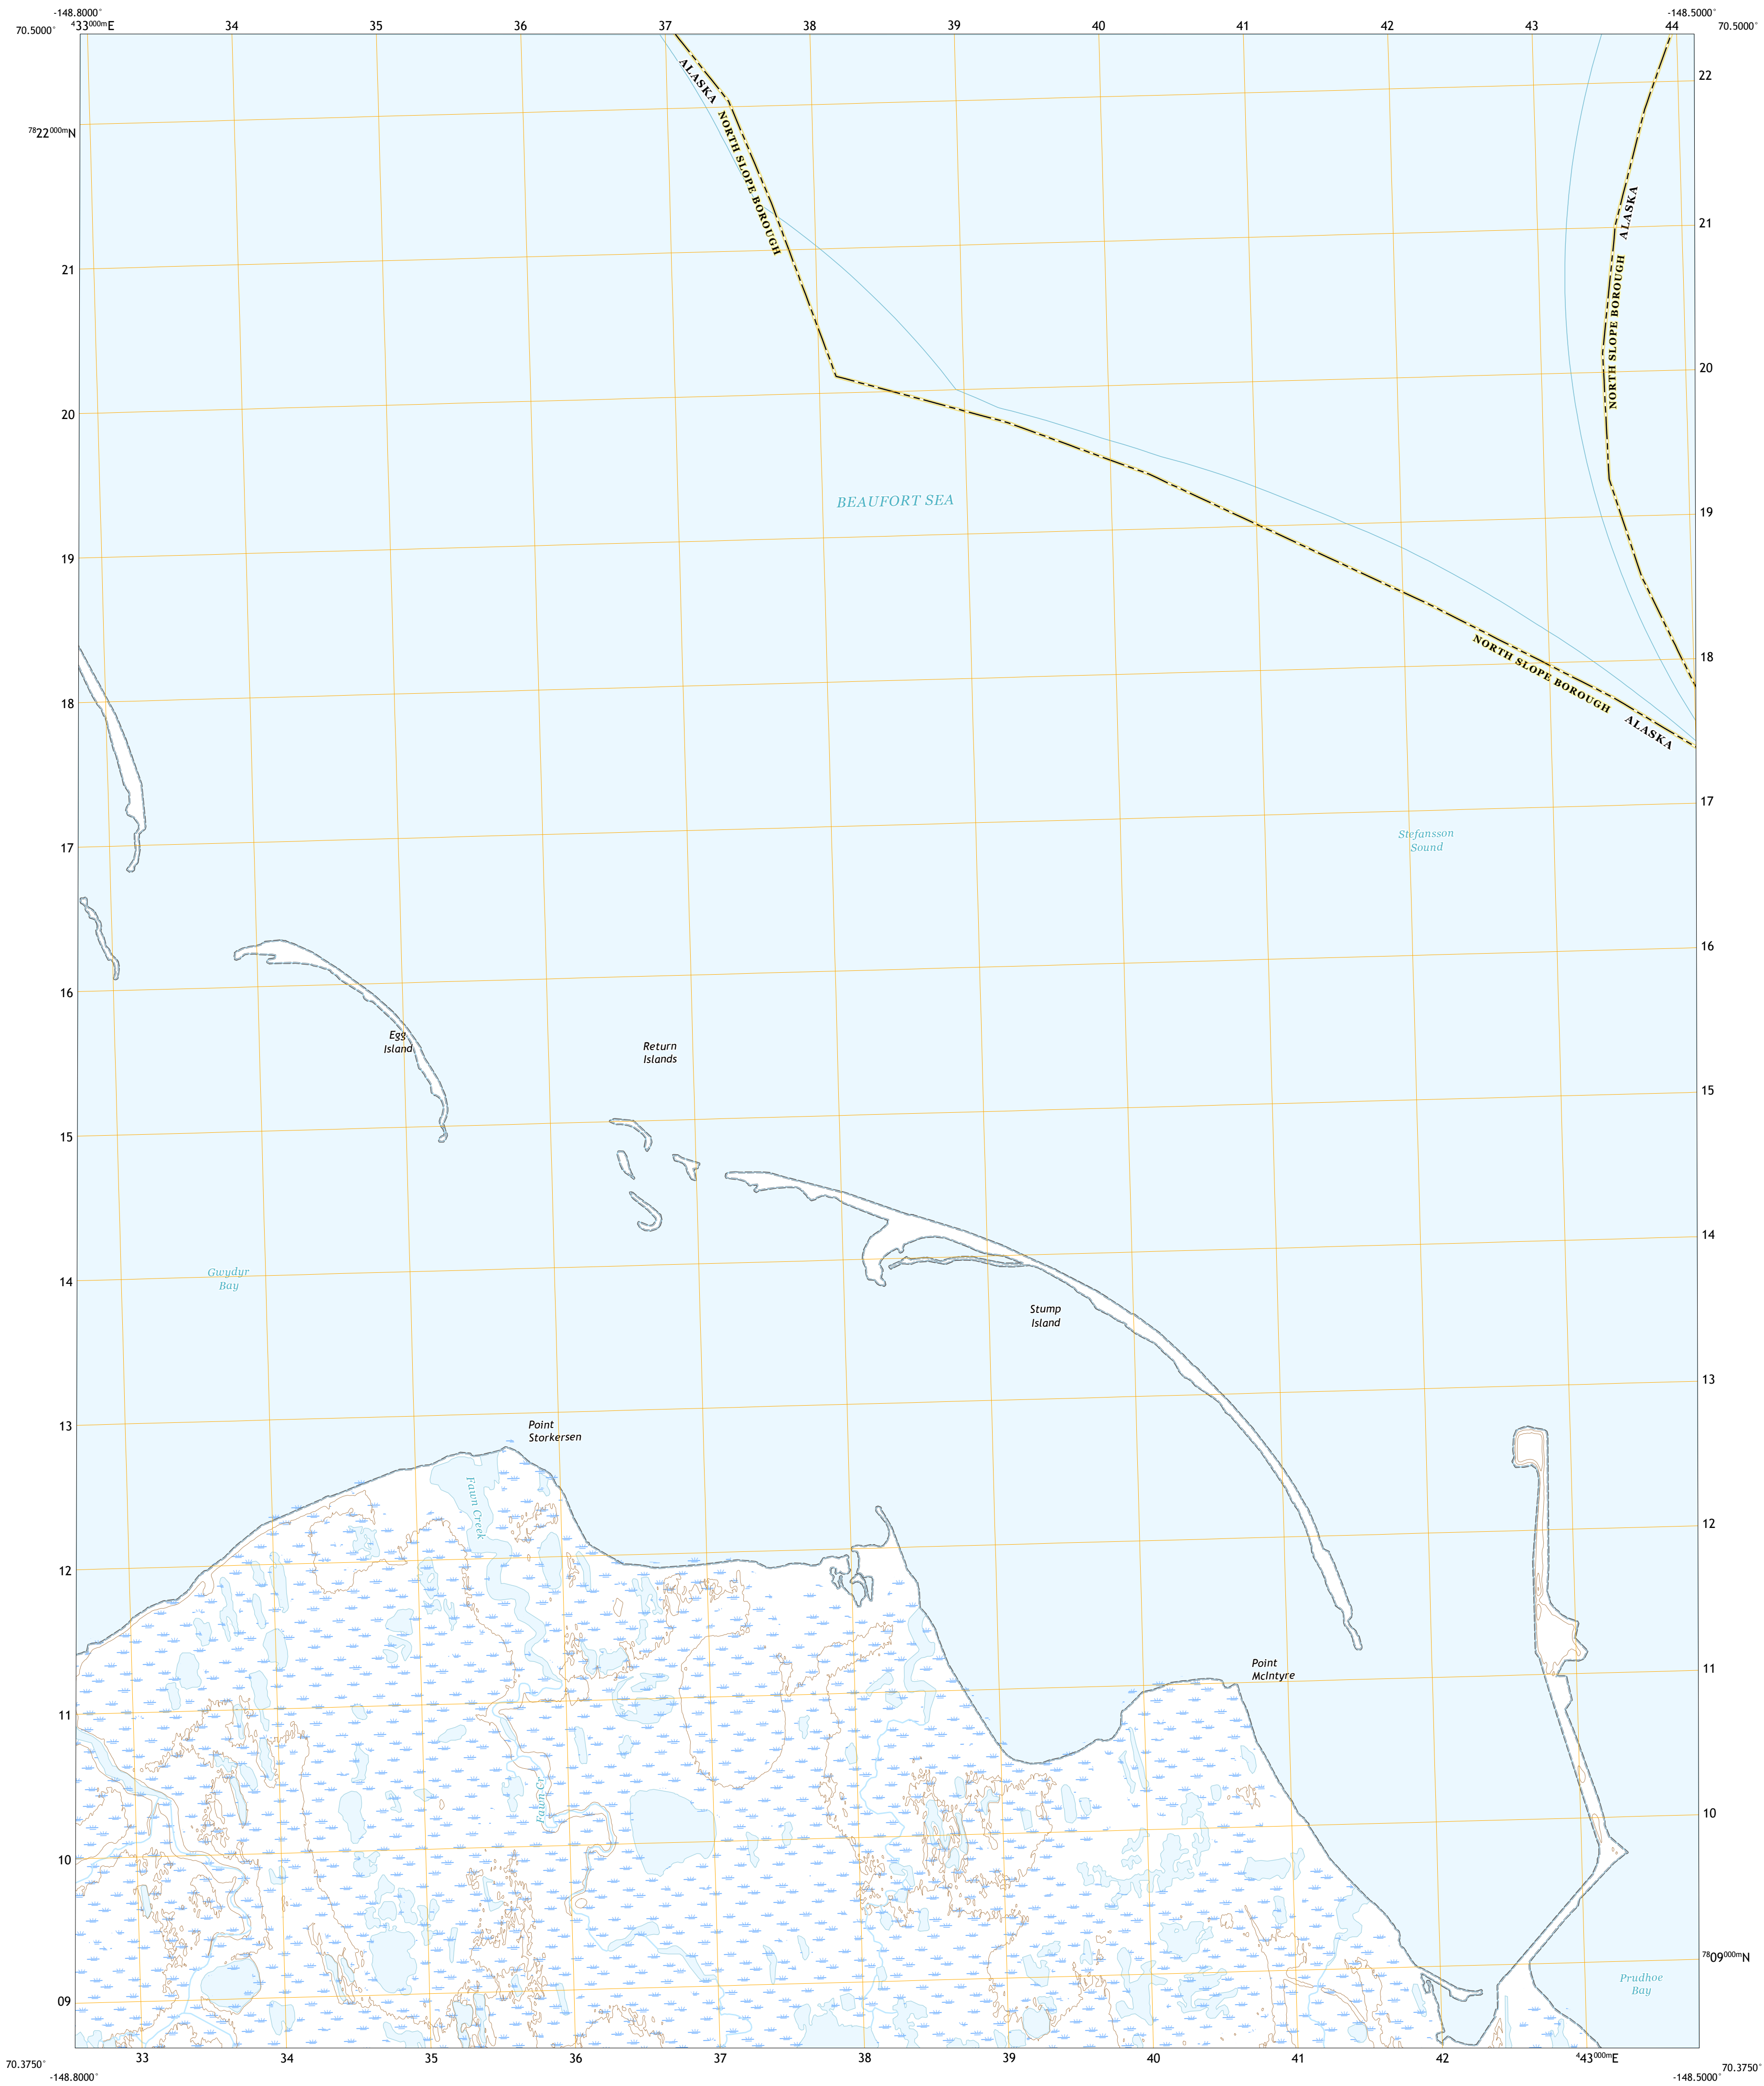 -148.8000°
-148.5000°
70.5000°
⁴33⁰⁰⁰ᵐE
34
35
36
37
38
39
40
41
42
43
44
70.5000°
ALASKA
NORTH SLOPE BOROUGH
22
⁷⁸22⁰⁰⁰ᵐN
ALASKA
NORTH SLOPE BOROUGH
21
21
20
20
BEAUFORT SEA
19
19
NORTH SLOPE BOROUGH
ALASKA
18
18
17
Stefansson
Sound
17
16
16
Egg
Island
Return
Islands
15
15
14
Gwydyr
Bay
14
Stump
Island
13
13
Point
Storkersen
Fawn Creek
12
12
Point
McIntyre
11
11
Fawn Cr
10
10
⁷⁸09⁰⁰⁰ᵐN
Prudhoe
Bay
09
70.3750°
33
34
35
36
37
38
39
40
41
42
⁴43⁰⁰⁰ᵐE
70.3750°
-148.8000°
-148.5000°